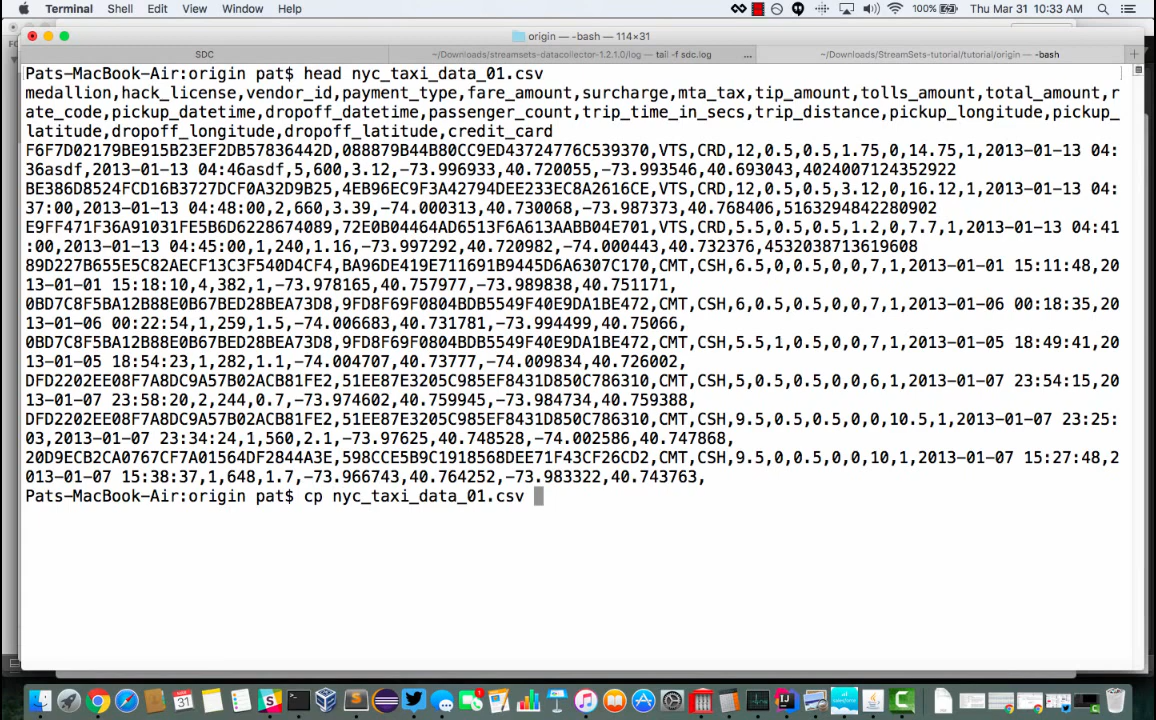 Terminal Shell Edit View Window Help 100% Thu Mar 31 10:33 AM
origin — -bash — 114×31
SDC ~/Downloads/streamsets-datacollector-1.2.1.0/log — tail -f sdc.log ... ~/Downloads/StreamSets-tutorial/tutorial/origin — -bash
Pats-MacBook-Air:origin pat$ head nyc_taxi_data_01.csv
medallion,hack_license,vendor_id,payment_type,fare_amount,surcharge,mta_tax,tip_amount,tolls_amount,total_amount,r
ate_code,pickup_datetime,dropoff_datetime,passenger_count,trip_time_in_secs,trip_distance,pickup_longitude,pickup_
latitude,dropoff_longitude,dropoff_latitude,credit_card
F6F7D02179BE915B23EF2DB57836442D,088879B44B80CC9ED43724776C539370,VTS,CRD,12,0.5,0.5,1.75,0,14.75,1,2013-01-13 04:
36asdf,2013-01-13 04:46asdf,5,600,3.12,-73.996933,40.720055,-73.993546,40.693043,4024007124352922
BE386D8524FCD16B3727DCF0A32D9B25,4EB96EC9F3A42794DEE233EC8A2616CE,VTS,CRD,12,0.5,0.5,3.12,0,16.12,1,2013-01-13 04:
37:00,2013-01-13 04:48:00,2,660,3.39,-74.000313,40.730068,-73.987373,40.768406,5163294842280902
E9FF471F36A91031FE5B6D6228674089,72E0B04464AD6513F6A613AABB04E701,VTS,CRD,5.5,0.5,0.5,1.2,0,7.7,1,2013-01-13 04:41
:00,2013-01-13 04:45:00,1,240,1.16,-73.997292,40.720982,-74.000443,40.732376,4532038713619608
89D227B655E5C82AECF13C3F540D4CF4,BA96DE419E711691B9445D6A6307C170,CMT,CSH,6.5,0,0.5,0,0,7,1,2013-01-01 15:11:48,20
13-01-01 15:18:10,4,382,1,-73.978165,40.757977,-73.989838,40.751171,
0BD7C8F5BA12B88E0B67BED28BEA73D8,9FD8F69F0804BDB5549F40E9DA1BE472,CMT,CSH,6,0.5,0.5,0,0,7,1,2013-01-06 00:18:35,20
13-01-06 00:22:54,1,259,1.5,-74.006683,40.731781,-73.994499,40.75066,
0BD7C8F5BA12B88E0B67BED28BEA73D8,9FD8F69F0804BDB5549F40E9DA1BE472,CMT,CSH,5.5,1,0.5,0,0,7,1,2013-01-05 18:49:41,20
13-01-05 18:54:23,1,282,1.1,-74.004707,40.73777,-74.009834,40.726002,
DFD2202EE08F7A8DC9A57B02ACB81FE2,51EE87E3205C985EF8431D850C786310,CMT,CSH,5,0.5,0.5,0,0,6,1,2013-01-07 23:54:15,20
13-01-07 23:58:20,2,244,0.7,-73.974602,40.759945,-73.984734,40.759388,
DFD2202EE08F7A8DC9A57B02ACB81FE2,51EE87E3205C985EF8431D850C786310,CMT,CSH,9.5,0.5,0.5,0,0,10.5,1,2013-01-07 23:25:
03,2013-01-07 23:34:24,1,560,2.1,-73.97625,40.748528,-74.002586,40.747868,
20D9ECB2CA0767CF7A01564DF2844A3E,598CCE5B9C1918568DEE71F43CF26CD2,CMT,CSH,9.5,0,0.5,0,0,10,1,2013-01-07 15:27:48,2
013-01-07 15:38:37,1,648,1.7,-73.966743,40.764252,-73.983322,40.743763,
Pats-MacBook-Air:origin pat$ cp nyc_taxi_data_01.csv